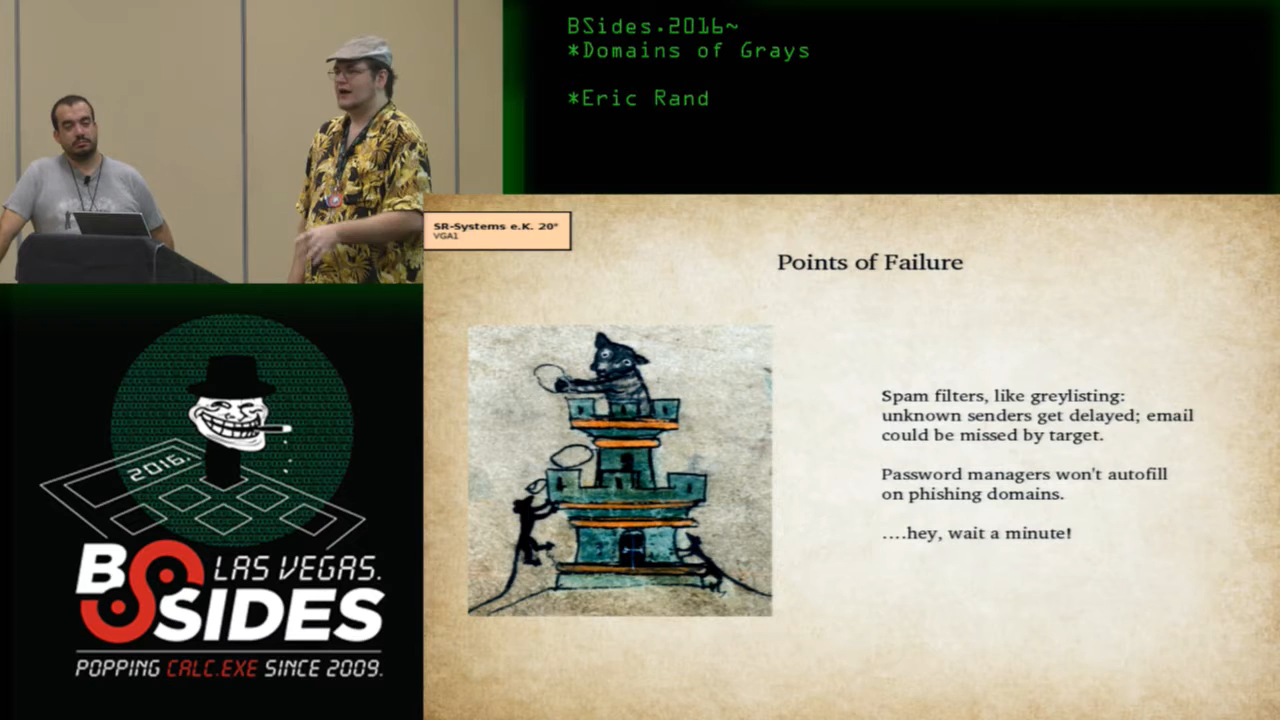 BSides.2016~
*Domains of Grays
*Eric Rand
SR-Systems e.K. 20"
VGA1
Points of Failure
Spam filters, like greylisting:
unknown senders get delayed; email
could be missed by target.
Password managers won't autofill
on phishing domains.
....hey, wait a minute!
2016.
BSIDES
LAS VEGAS.
POPPING CALC.EXE SINCE 2009.